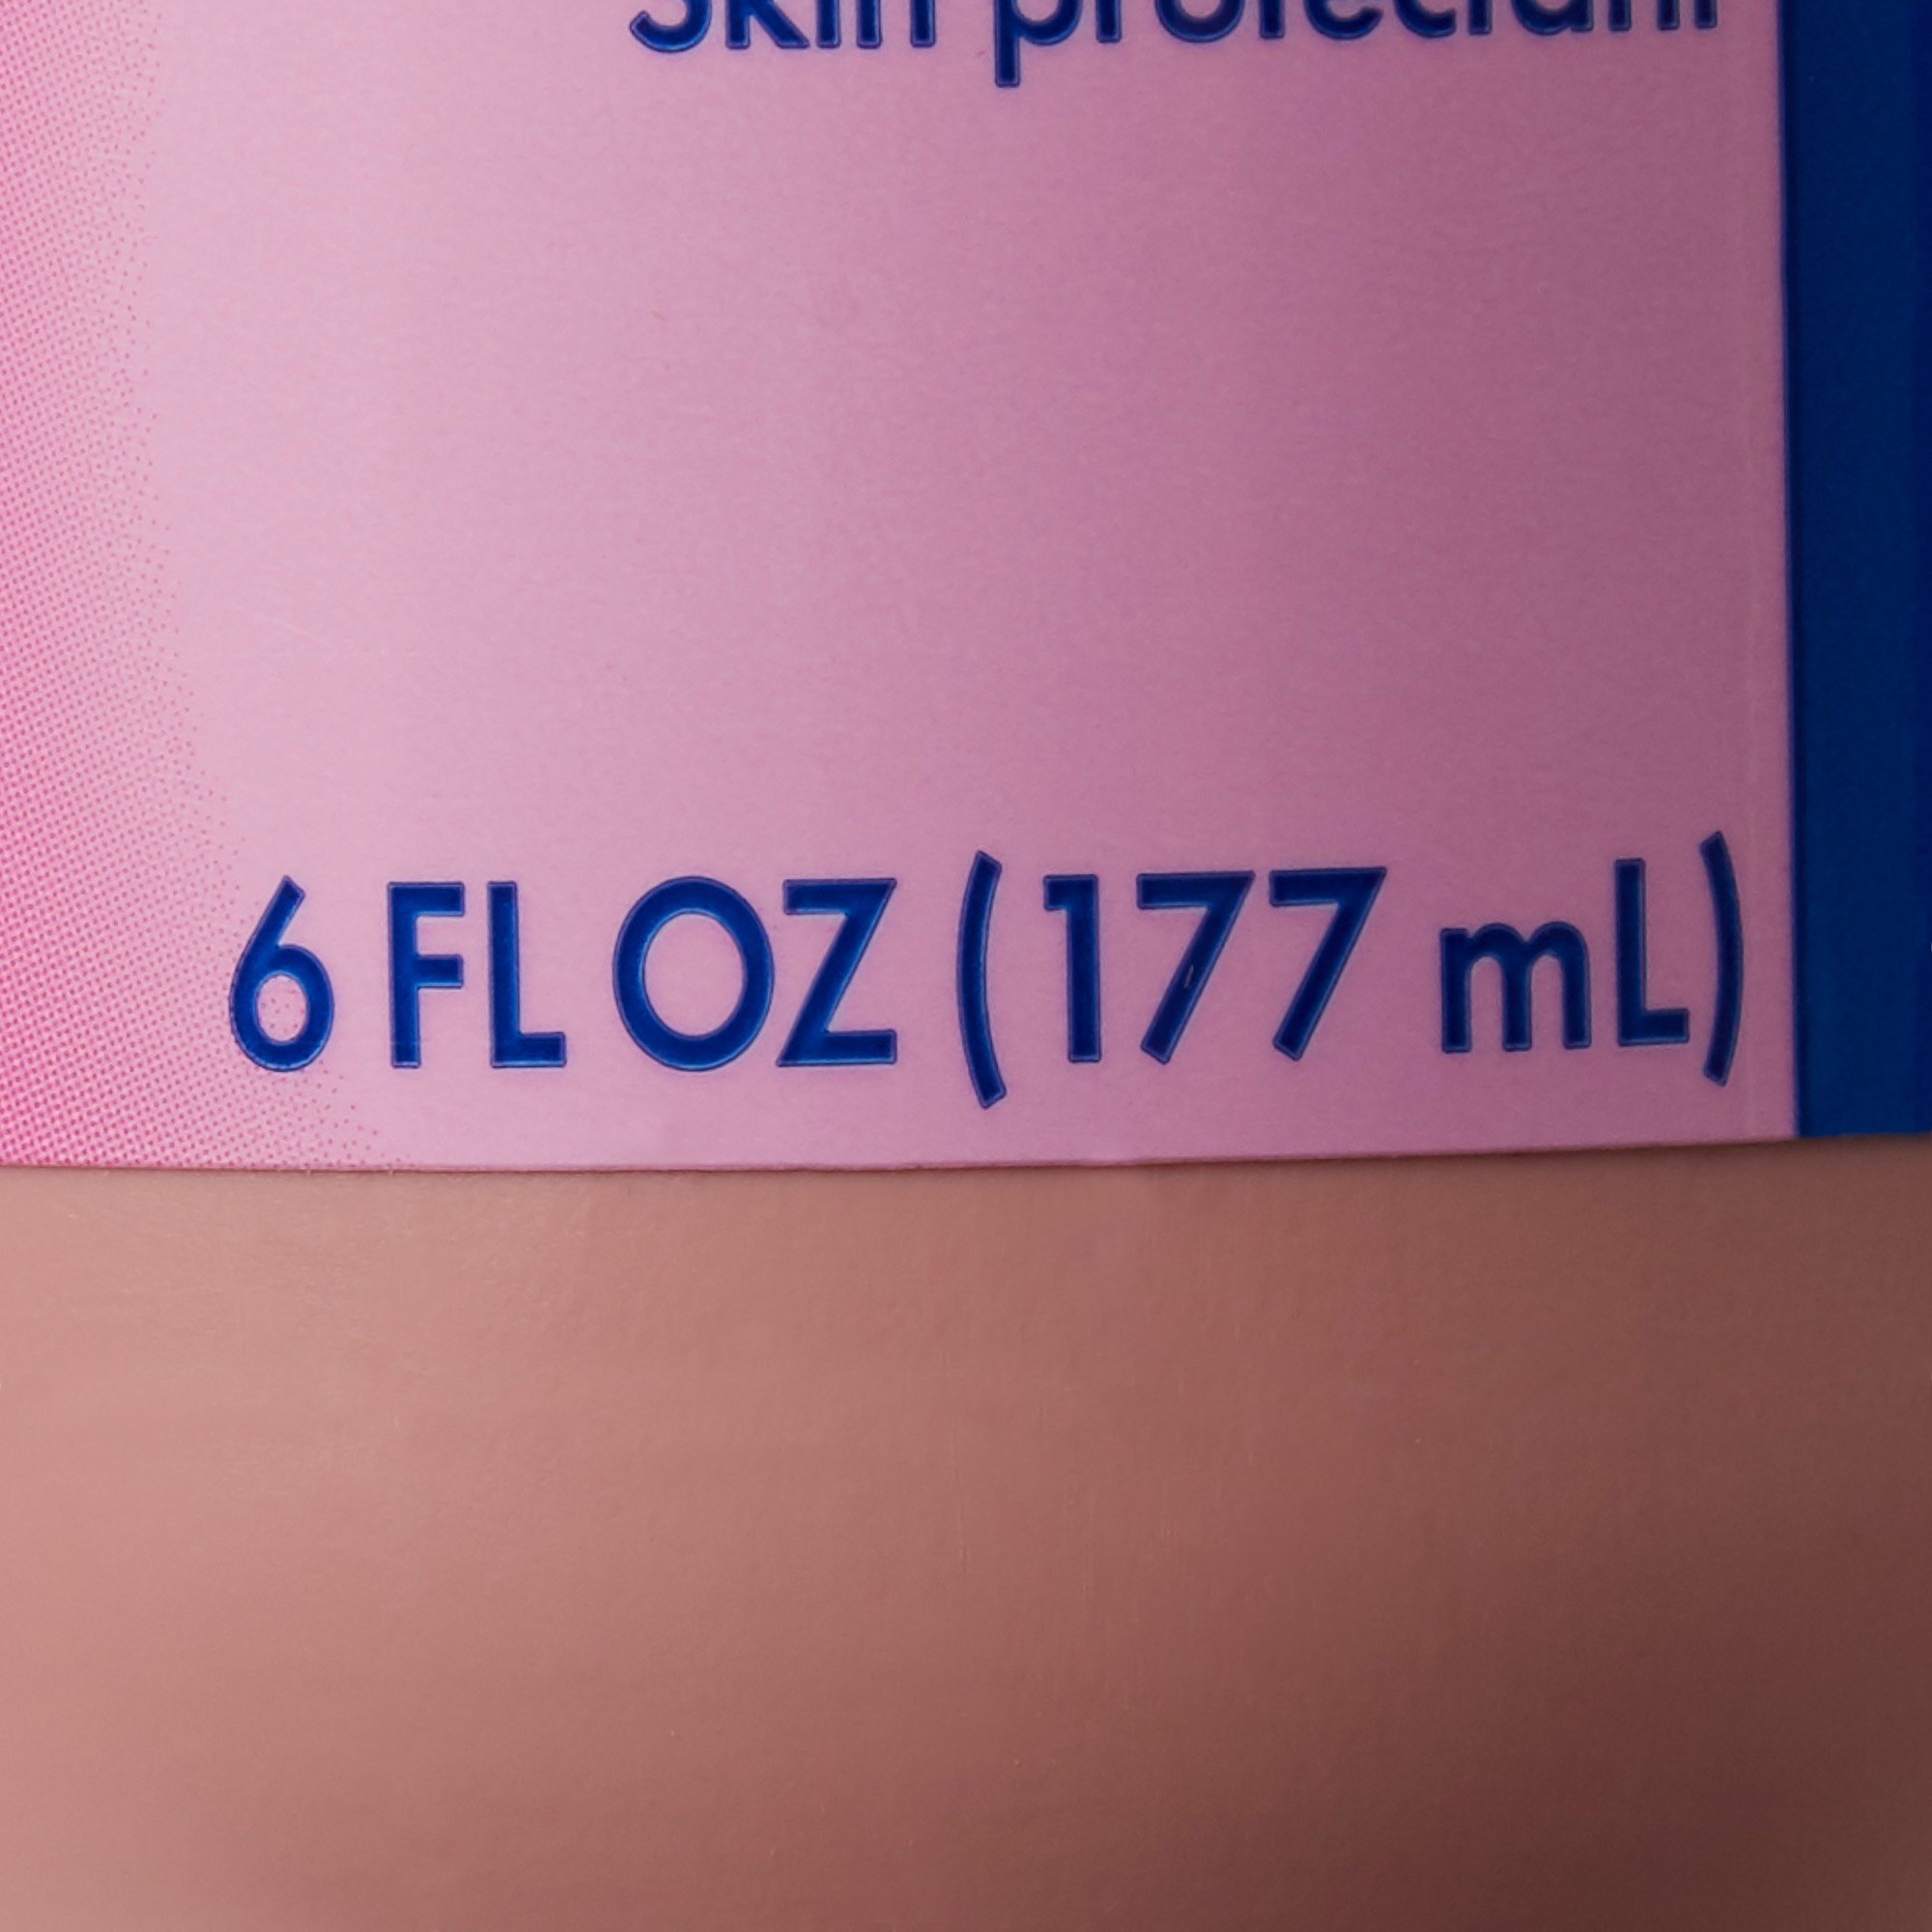 Skin protectant
6 FL OZ (177 mL)